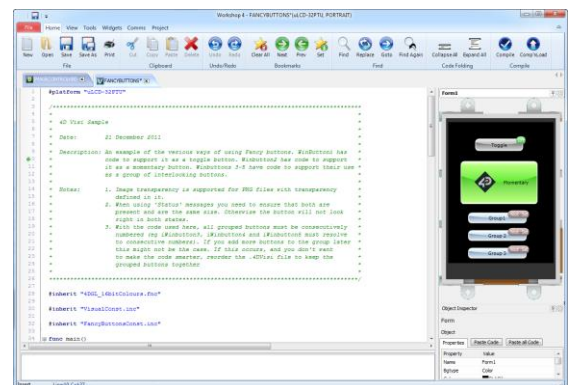 Workshop 4 - FANCYBUTTONS*(uLCD-32PTU, PORTRAIT)
File Home View Tools Widgets Comms Project
New Open Save Save As Print Cut Copy Paste Delete Undo Redo Clear All Next Prev Find Replace Goto Find Again Collapse All Expand All Compile CompileLoad
File Clipboard Undo/Redo Bookmarks Find Code Folding Compile
FANCYBUTTONS*
#platform "uLCD-32PTU"
4D Visi Sample
Date: 21 December 2011
Description: An example of the various ways of using Fancy buttons. Winbutton1 has
code to support it as a toggle button. Winbutton2 has code to support
it as a momentary button. Winbuttons 3-5 have code to support their use
as a group of interlocking buttons.
Notes: 1. Image transparency is supported for PNG files with transparency
defined in it.
2. When using 'Status' messages you need to ensure that both are
present and are the same size. Otherwise the button will not look
right in both states.
3. With the code used here, all grouped buttons must be consecutively
numbered (eg iWinbutton3, iWinbutton4 and iWinbutton5 must resolve
to consecutive numbers). If you add more buttons to the group later
this might not be the case. If this occurs, and you don't want
to make the code smarter, reorder the .4DVisi file to keep the
grouped buttons together
#inherit "4DGL_16bitColours.fnc"
#inherit "VisualConst.inc"
#inherit "FancyButtonsConst.inc"
func main()
Form1
Toggle
4D Momentary
Group 1
Group 2
Group 3
Object Inspector
Form
Object
Properties Paste Code Paste all Code
Property Value
Name Form1
Bgtype Color